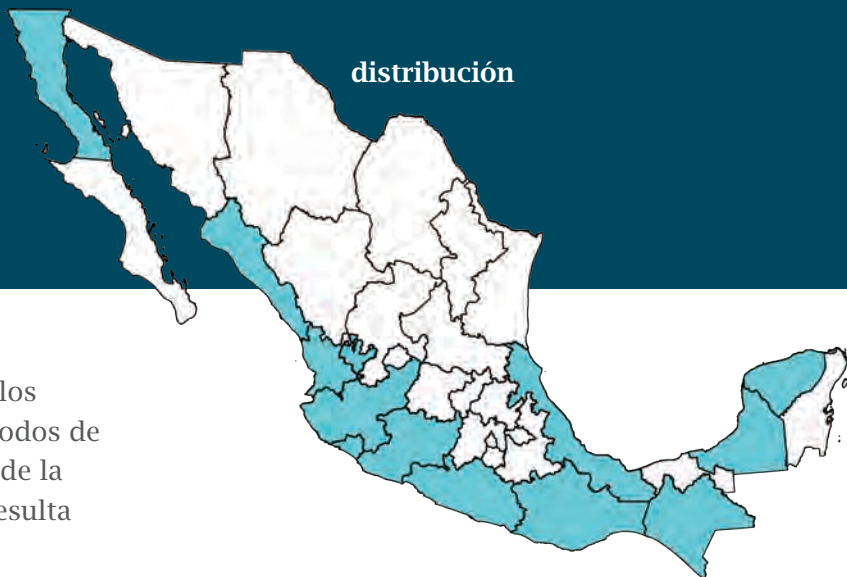 distribución
los
odos de
de la
esulta